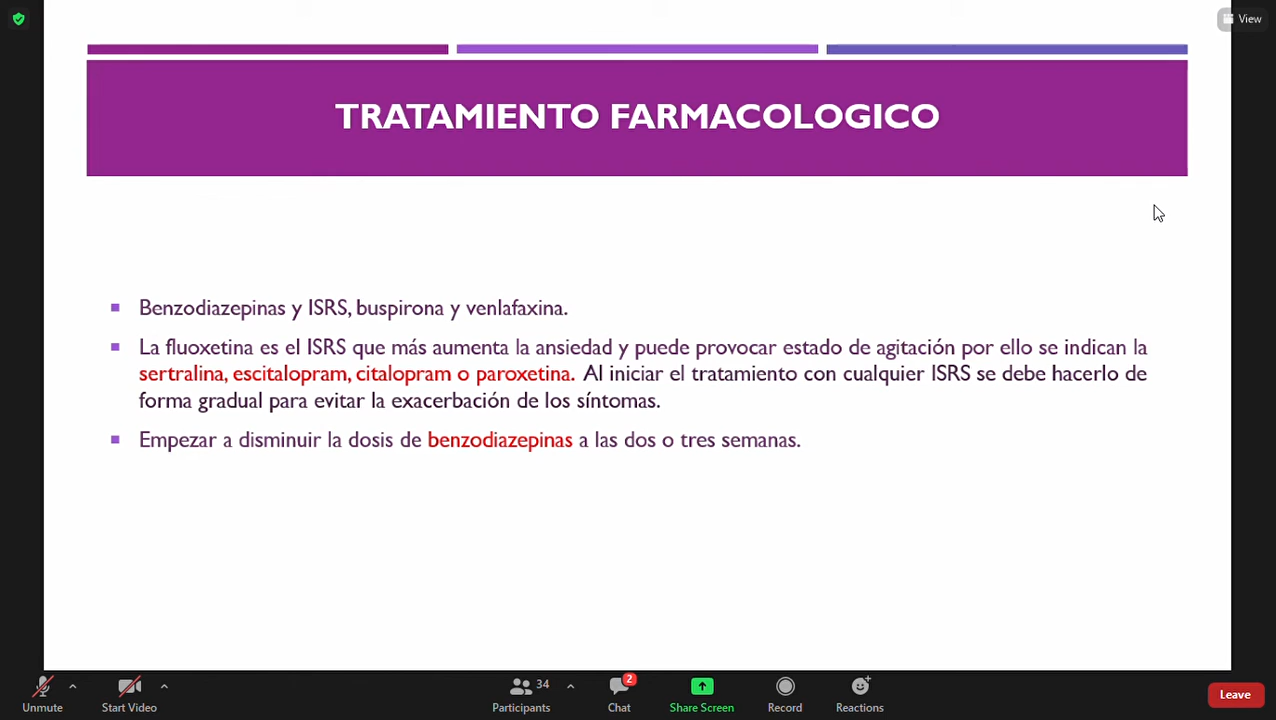 View
TRATAMIENTO FARMACOLOGICO
Benzodiazepinas y ISRS, buspirona y venlafaxina.
La fluoxetina es el ISRS que más aumenta la ansiedad y puede provocar estado de agitación por ello se indican la
sertralina, escitalopram, citalopram o paroxetina. Al iniciar el tratamiento con cualquier ISRS se debe hacerlo de
forma gradual para evitar la exacerbación de los síntomas.
Empezar a disminuir la dosis de benzodiazepinas a las dos o tres semanas.
34
2
Unmute
Start Video
Participants
Chat
Share Screen
Record
Reactions
Leave